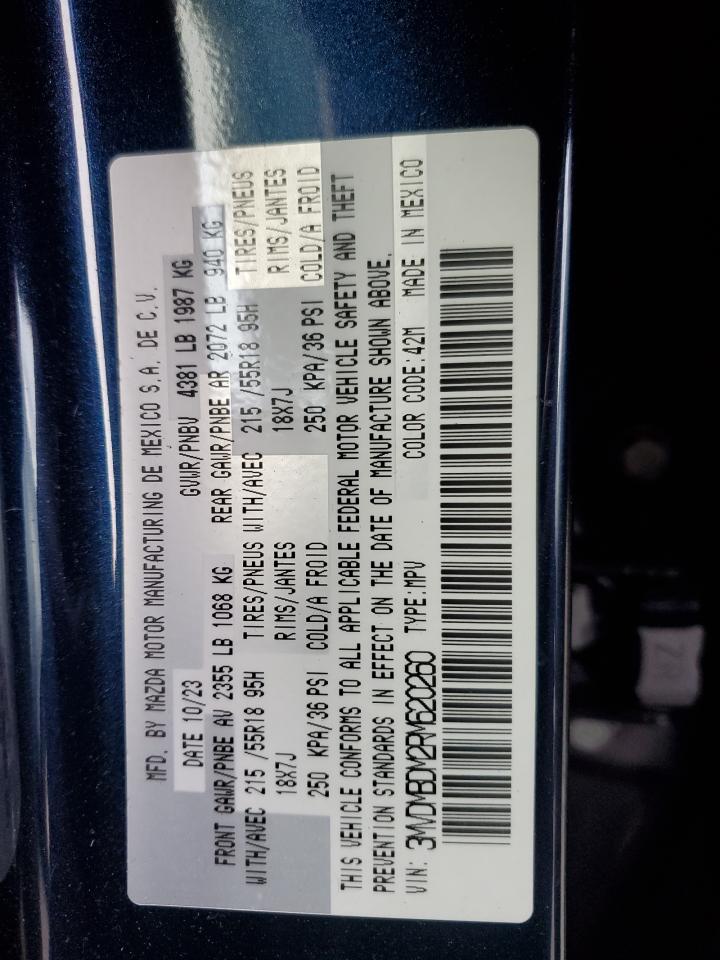 MFD. BY MAZDA MOTOR MANUFACTURING DE MEXICO S.A. DE C.V.
DATE 10/23 GVWR/PNBV 4381 LB 1987 KG
FRONT GAWR/PNBE AV 2355 LB 1068 KG REAR GAWR/PNBE AR 2072 LB 940 KG
WITH/AVEC 215 /55R18 95H TIRES/PNEUS WITH/AVEC 215 /55R18 95H TIRES/PNEUS
18X7J RIMS/JANTES 18X7J RIMS/JANTES
250 KPA/36 PSI COLD/A FROID 250 KPA/36 PSI COLD/A FROID
THIS VEHICLE CONFORMS TO ALL APPLICABLE FEDERAL MOTOR VEHICLE SAFETY AND THEFT
PREVENTION STANDARDS IN EFFECT ON THE DATE OF MANUFACTURE SHOWN ABOVE.
VIN: 3MVDMBDM2RM620260 TYPE:MPV COLOR CODE:42M MADE IN MEXICO